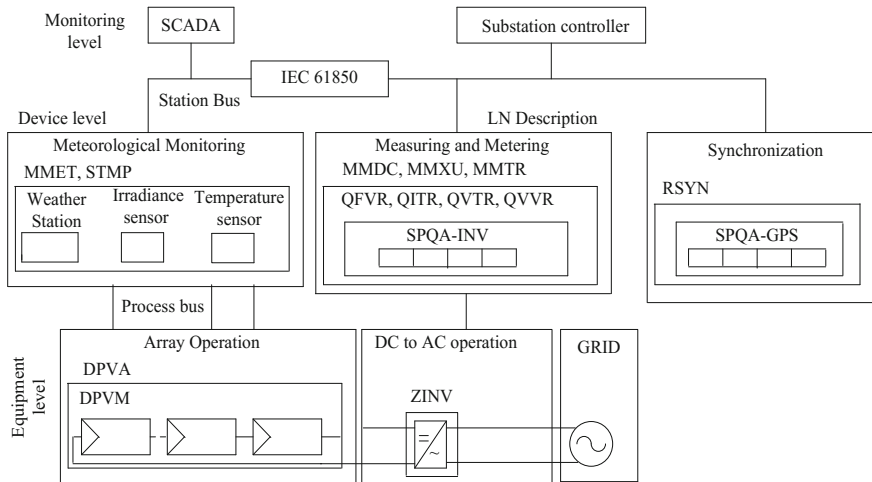 Monitoring
level
SCADA
Substation controller
IEC 61850
Station Bus
Device level
LN Description
Meteorological Monitoring
MMET, STMP
Weather
Station
Irradiance
sensor
Temperature
sensor
Measuring and Metering
MMDC, MMXU, MMTR
QFVR, QITR, QVTR, QVVR
SPQA-INV
Synchronization
RSYN
SPQA-GPS
Process bus
Equipment
level
Array Operation
DPVA
DPVM
DC to AC operation
ZINV
GRID